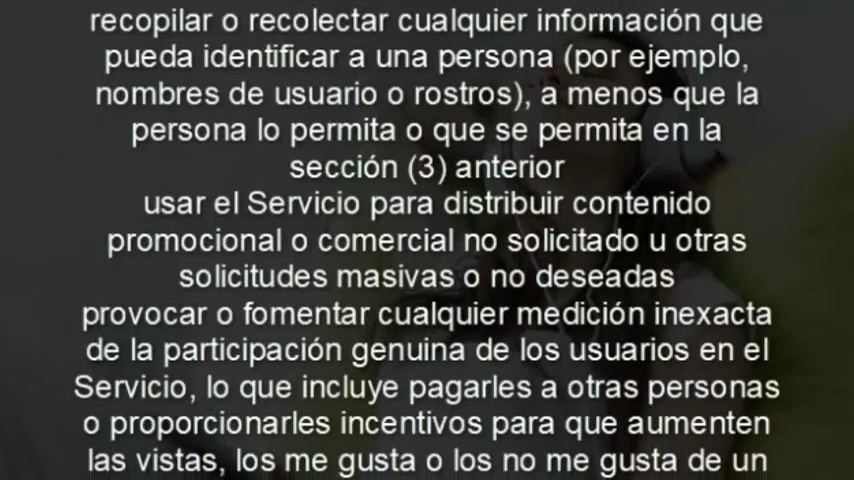 recopilar o recolectar cualquier información que
pueda identificar a una persona (por ejemplo,
nombres de usuario o rostros), a menos que la
persona lo permita o que se permita en la
sección (3) anterior
usar el Servicio para distribuir contenido
promocional o comercial no solicitado u otras
solicitudes masivas o no deseadas
provocar o fomentar cualquier medición inexacta
de la participación genuina de los usuarios en el
Servicio, lo que incluye pagarles a otras personas
o proporcionarles incentivos para que aumenten
las vistas, los me gusta o los no me gusta de un